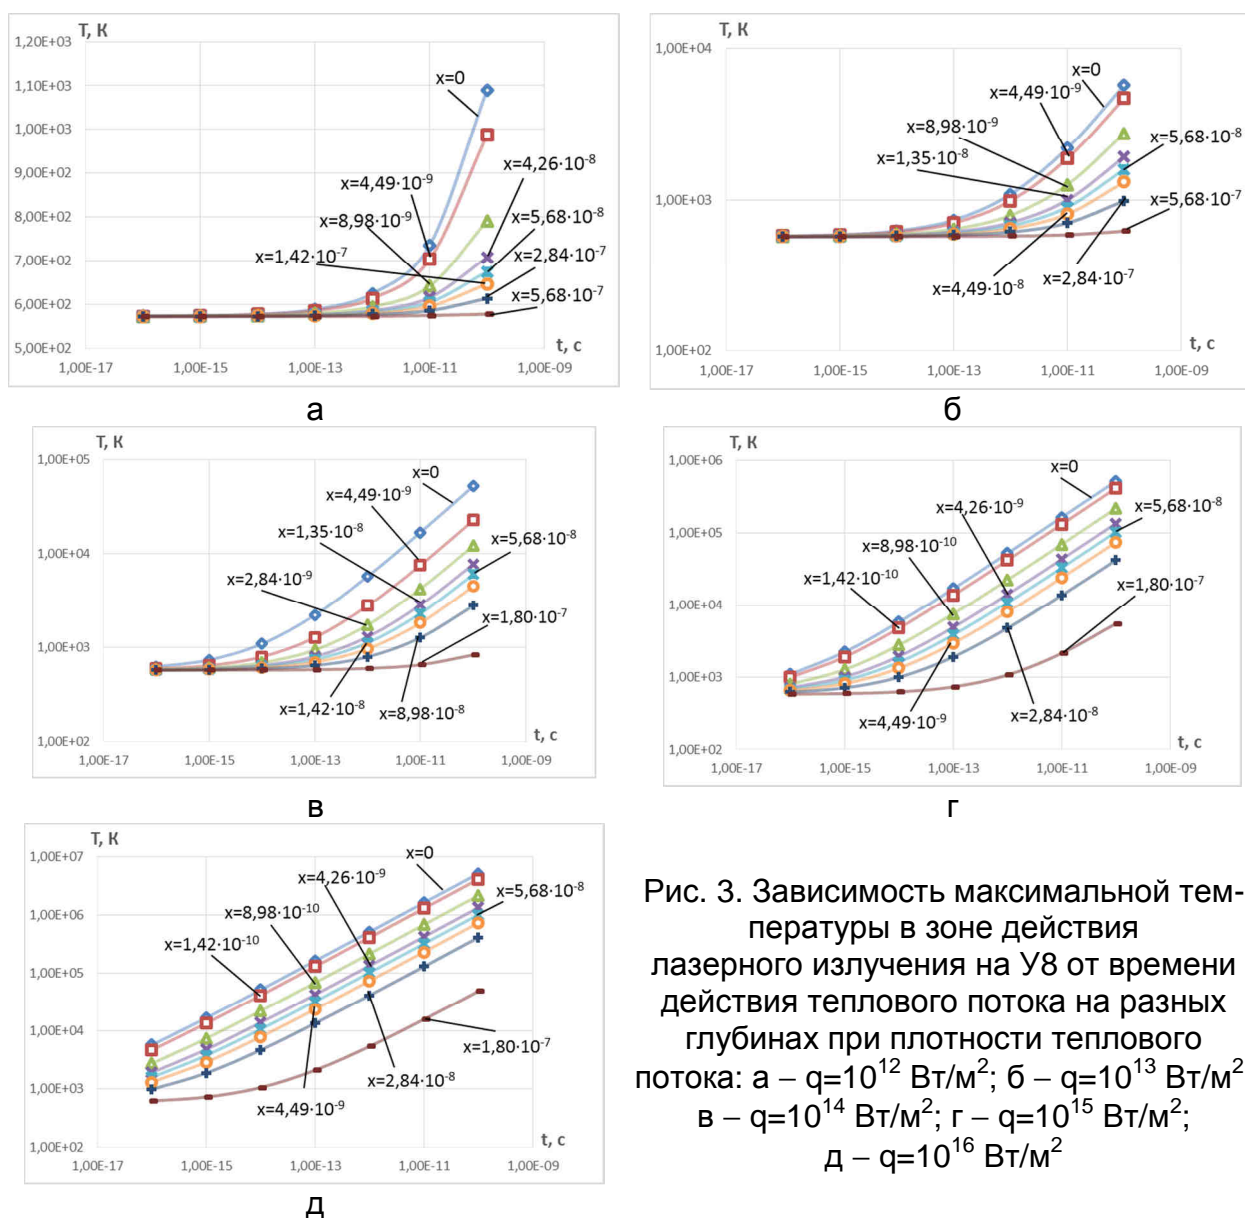 Т, К
1,20E+03
1,10E+03
1,00E+03
9,00E+02
8,00E+02
7,00E+02
6,00E+02
5,00E+02
x=0
x=4,49·10⁻⁹
x=4,26·10⁻⁸
x=8,98·10⁻⁹
x=5,68·10⁻⁸
x=1,42·10⁻⁷
x=2,84·10⁻⁷
x=5,68·10⁻⁷
t, с
1,00E-17 1,00E-15 1,00E-13 1,00E-11 1,00E-09
а
Т, К
1,00E+04
1,00E+03
1,00E+02
x=0
x=4,49·10⁻⁹
x=8,98·10⁻⁹
x=5,68·10⁻⁸
x=1,35·10⁻⁸
x=5,68·10⁻⁷
x=2,84·10⁻⁷
x=4,49·10⁻⁸
t, с
1,00E-17 1,00E-15 1,00E-13 1,00E-11 1,00E-09
б
Т, К
1,00E+05
1,00E+04
1,00E+03
1,00E+02
x=0
x=4,49·10⁻⁹
x=1,35·10⁻⁸
x=5,68·10⁻⁸
x=2,84·10⁻⁹
x=1,80·10⁻⁷
x=1,42·10⁻⁸
x=8,98·10⁻⁸
t, с
1,00E-17 1,00E-15 1,00E-13 1,00E-11 1,00E-09
в
Т, К
1,00E+06
1,00E+05
1,00E+04
1,00E+03
1,00E+02
x=0
x=4,26·10⁻⁹
x=5,68·10⁻⁸
x=8,98·10⁻¹⁰
x=1,42·10⁻¹⁰
x=1,80·10⁻⁷
x=4,49·10⁻⁹
x=2,84·10⁻⁸
t, с
1,00E-17 1,00E-15 1,00E-13 1,00E-11 1,00E-09
г
Т, К
1,00E+07
1,00E+06
1,00E+05
1,00E+04
1,00E+03
1,00E+02
x=0
x=4,26·10⁻⁹
x=5,68·10⁻⁸
x=8,98·10⁻¹⁰
x=1,42·10⁻¹⁰
x=1,80·10⁻⁷
x=2,84·10⁻⁸
x=4,49·10⁻⁹
t, с
1,00E-17 1,00E-15 1,00E-13 1,00E-11 1,00E-09
д
Рис. 3. Зависимость максимальной тем-
пературы в зоне действия
лазерного излучения на У8 от времени
действия теплового потока на разных
глубинах при плотности теплового
потока: а – q=10¹² Вт/м²; б – q=10¹³ Вт/м²
в – q=10¹⁴ Вт/м²; г – q=10¹⁵ Вт/м²;
д – q=10¹⁶ Вт/м²